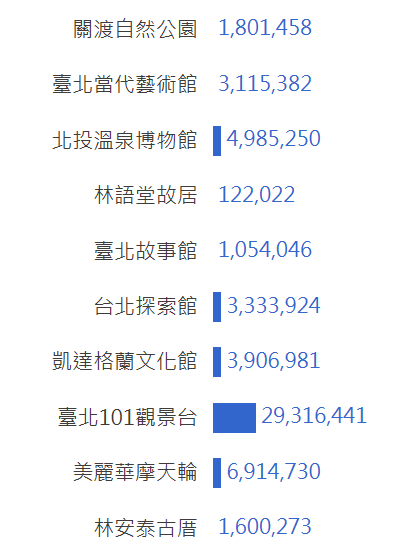 關渡自然公園 1,801,458
臺北當代藝術館 3,115,382
北投溫泉博物館 4,985,250
林語堂故居 122,022
臺北故事館 1,054,046
台北探索館 3,333,924
凱達格蘭文化館 3,906,981
臺北101觀景台 29,316,441
美麗華摩天輪 6,914,730
林安泰古厝 1,600,273